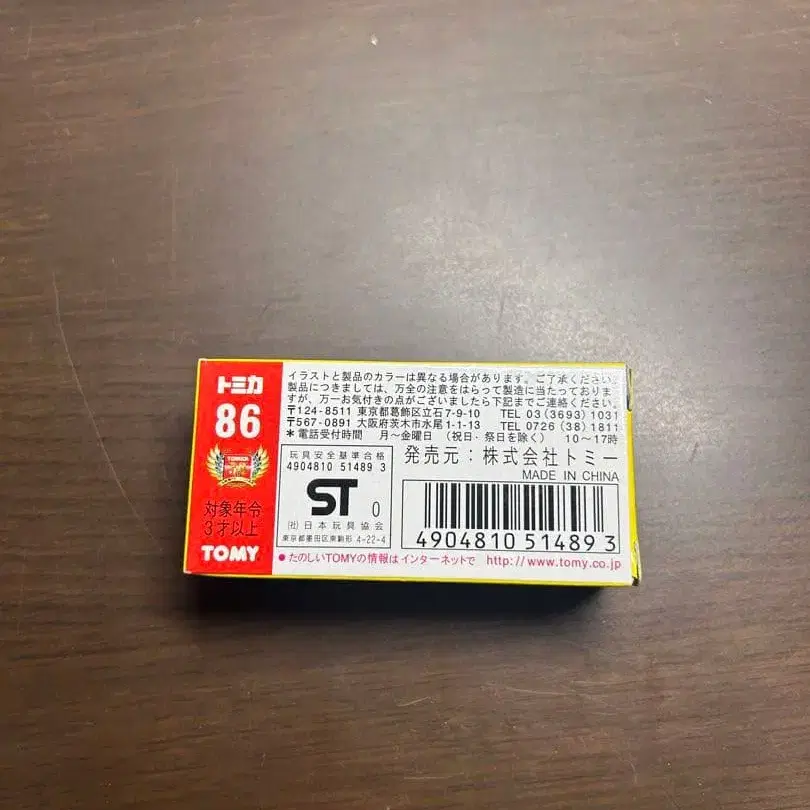 トミカ
86
対象年令
3才以上
TOMY
イラストと製品のカラーは異なる場合があります。ご了承ください。
製品につきましては、万全の注意をはらって製造に当たっておりま
すが、万一お気付きの点がございましたら下記までご連絡ください。
〒124-8511 東京都葛飾区立石7-9-10 TEL 03(3693)1031
〒567-0891 大阪府茨木市水尾1-1-13 TEL 0726(38)1811
＊電話受付時間 月～金曜日 (祝日・祭日を除く) 10～17時
玩具安全基準合格
4904810 51489 3
ST 0
(社)日本玩具協会
東京都墨田区東駒形 4-22-4
発売元：株式会社トミー
MADE IN CHINA
4904810 514893
●たのしいTOMYの情報はインターネットで http://www.tomy.co.jp